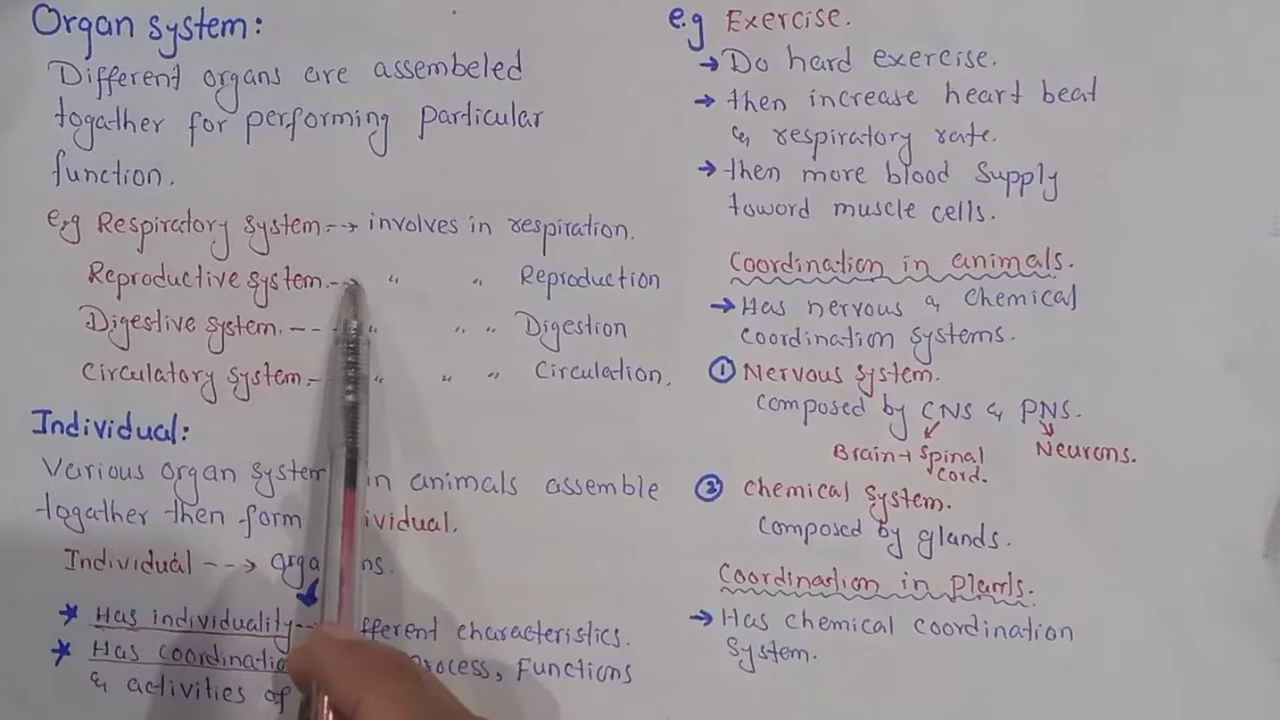 Organ system:
Different organs are assembeled
togather for performing particular
function.
e.g Respiratory system --→ involves in respiration.
Reproductive system --→ " " Reproduction
Digestive system. --- " " " Digestion
Circulatory system - " " " Circulation.
Individual:
Various organ system in animals assemble
togather then form ividual.
Individual --→ orga ns.
* Has individuality -- fferent characteristics.
* Has coordinatio rocess, Functions
& activities of
e.g Exercise.
→ Do hard exercise.
→ then increase heart beat
& respiratory rate.
→ then more blood supply
toword muscle cells.
Coordination in animals.
→ Has nervous & chemical
coordination systems.
① Nervous system.
composed by CNS & PNS.
Brain + Spinal Cord.
Neurons.
② chemical system.
composed by glands.
Coordination in Plants.
→ Has chemical coordination
system.